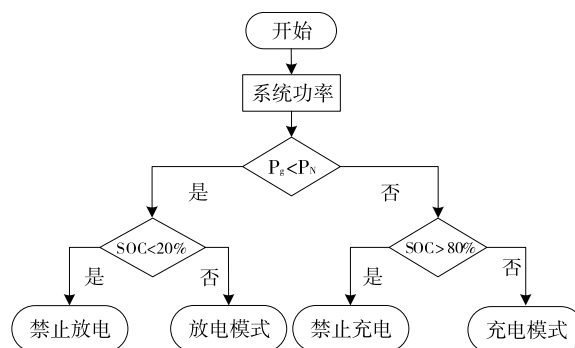 开始
系统功率
Pg<PN
是
否
SOC<20%
SOC>80%
是
否
是
否
禁止放电
放电模式
禁止充电
充电模式